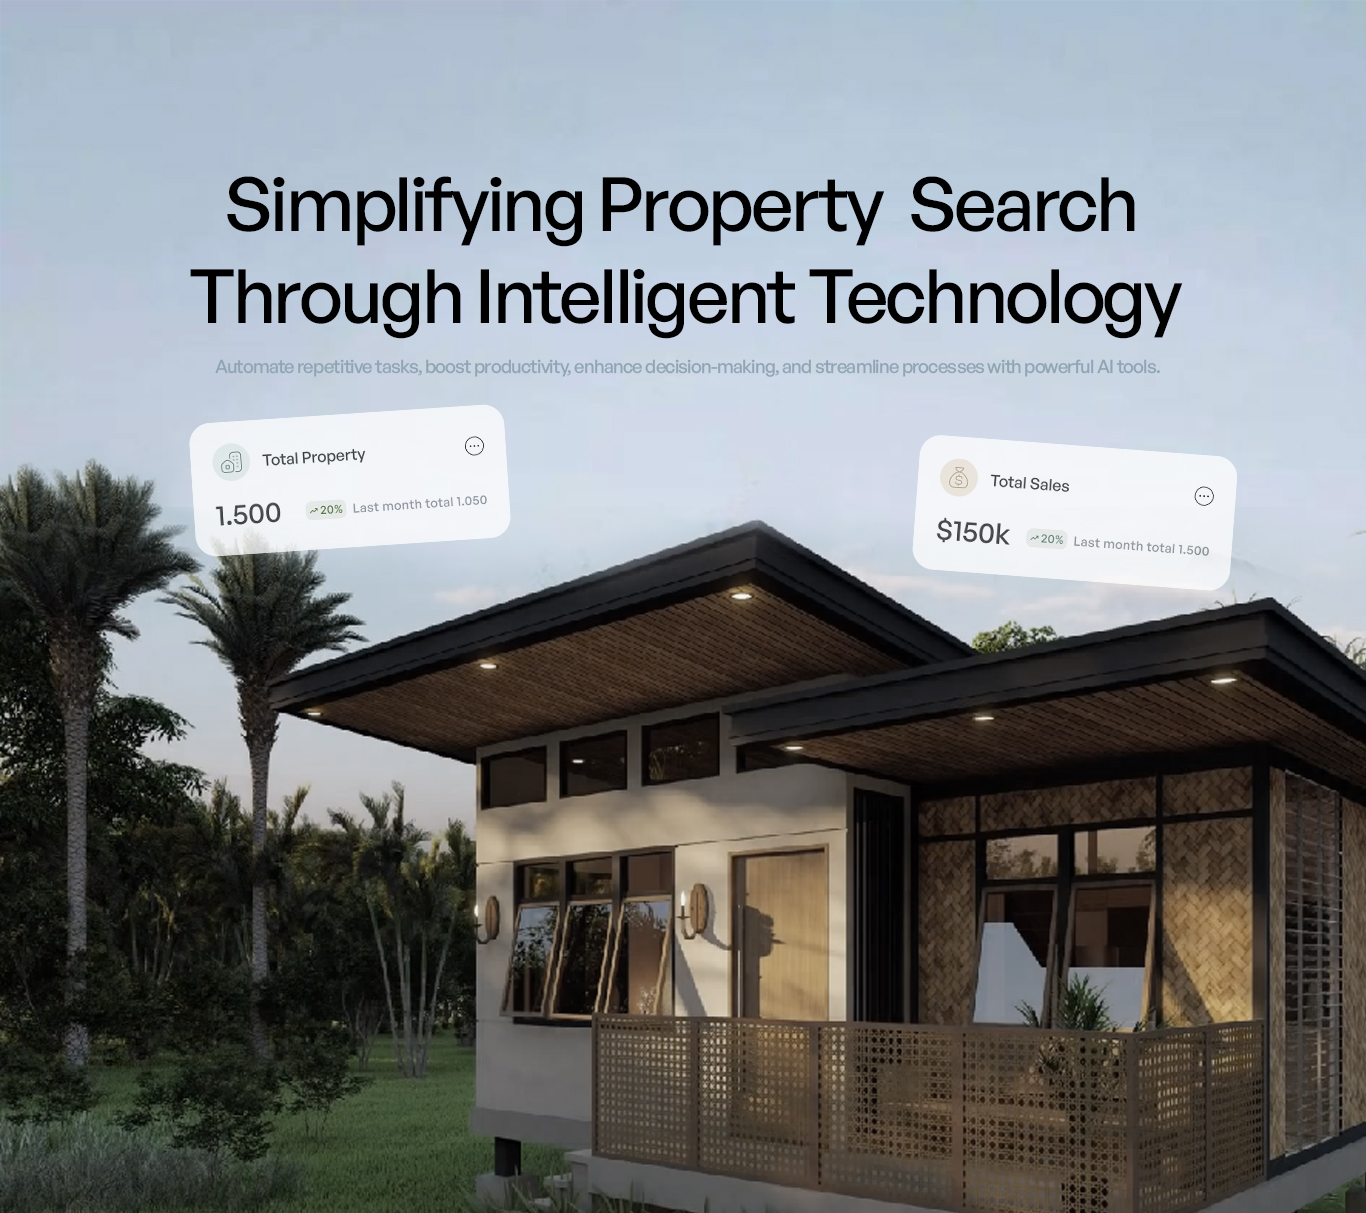 Simplifying Property  Search
Through Intelligent Technology
Automate repetitive tasks, boost productivity, enhance decision-making, and streamline processes with powerful AI tools.
Total Property
1.500 20% Last month total 1.050
Total Sales
$150k 20% Last month total 1.500